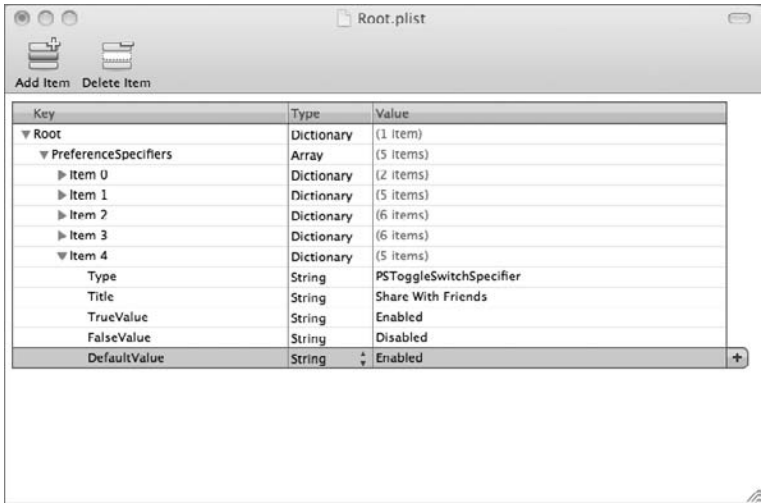 Root.plist
Add Item Delete Item
Key Type Value
Root Dictionary (1 item)
PreferenceSpecifiers Array (5 items)
Item 0 Dictionary (2 items)
Item 1 Dictionary (5 items)
Item 2 Dictionary (6 items)
Item 3 Dictionary (6 items)
Item 4 Dictionary (5 items)
Type String PSToggleSwitchSpecifier
Title String Share With Friends
TrueValue String Enabled
FalseValue String Disabled
DefaultValue String Enabled